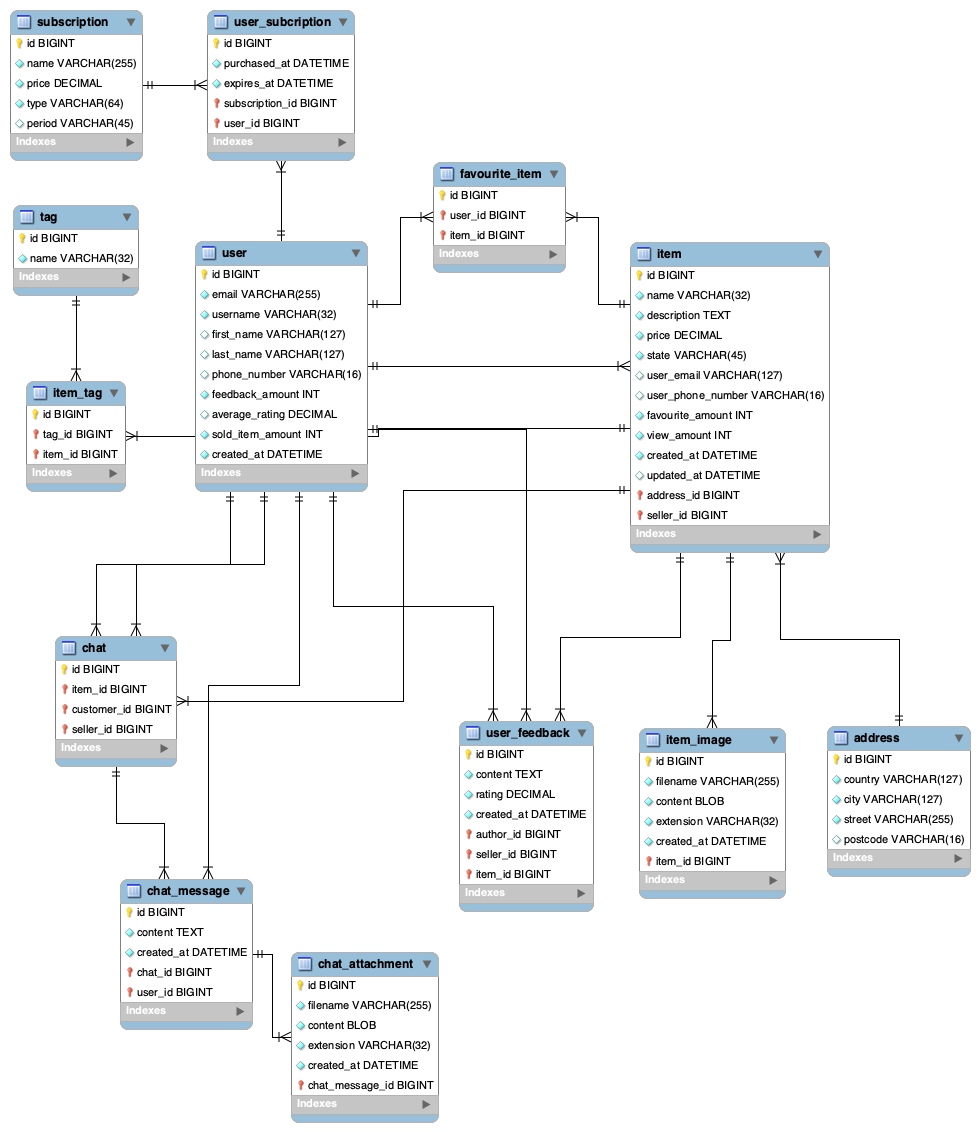 subscription
id BIGINT
name VARCHAR(255)
price DECIMAL
type VARCHAR(64)
period VARCHAR(45)
Indexes
user_subcription
id BIGINT
purchased_at DATETIME
expires_at DATETIME
subscription_id BIGINT
user_id BIGINT
Indexes
favourite_item
id BIGINT
user_id BIGINT
item_id BIGINT
Indexes
tag
id BIGINT
name VARCHAR(32)
Indexes
user
id BIGINT
email VARCHAR(255)
username VARCHAR(32)
first_name VARCHAR(127)
last_name VARCHAR(127)
phone_number VARCHAR(16)
feedback_amount INT
average_rating DECIMAL
sold_item_amount INT
created_at DATETIME
Indexes
item
id BIGINT
name VARCHAR(32)
description TEXT
price DECIMAL
state VARCHAR(45)
user_email VARCHAR(127)
user_phone_number VARCHAR(16)
favourite_amount INT
view_amount INT
created_at DATETIME
updated_at DATETIME
address_id BIGINT
seller_id BIGINT
Indexes
item_tag
id BIGINT
tag_id BIGINT
item_id BIGINT
Indexes
chat
id BIGINT
item_id BIGINT
customer_id BIGINT
seller_id BIGINT
Indexes
user_feedback
id BIGINT
content TEXT
rating DECIMAL
created_at DATETIME
author_id BIGINT
seller_id BIGINT
item_id BIGINT
Indexes
item_image
id BIGINT
filename VARCHAR(255)
content BLOB
extension VARCHAR(32)
created_at DATETIME
item_id BIGINT
Indexes
address
id BIGINT
country VARCHAR(127)
city VARCHAR(127)
street VARCHAR(255)
postcode VARCHAR(16)
Indexes
chat_message
id BIGINT
content TEXT
created_at DATETIME
chat_id BIGINT
user_id BIGINT
Indexes
chat_attachment
id BIGINT
filename VARCHAR(255)
content BLOB
extension VARCHAR(32)
created_at DATETIME
chat_message_id BIGINT
Indexes